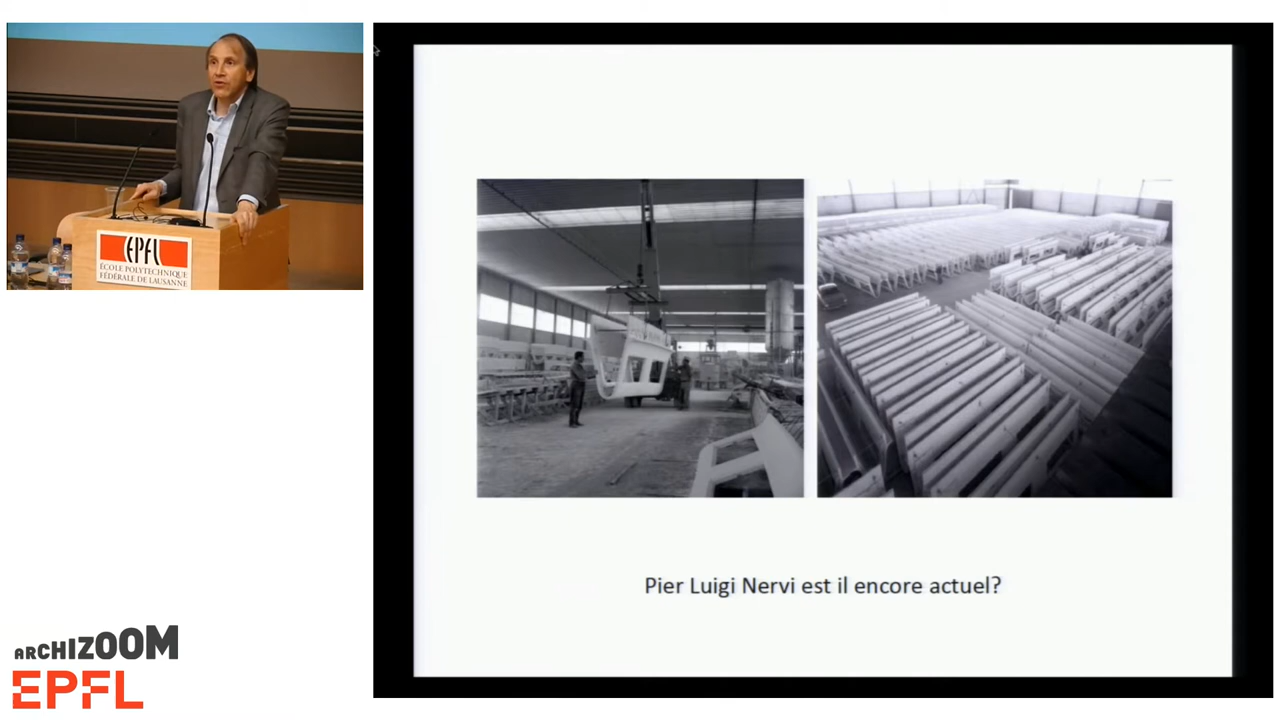 EPFL
ÉCOLE POLYTECHNIQUE
FÉDÉRALE DE LAUSANNE
Pier Luigi Nervi est il encore actuel?
ARCHIZOOM
EPFL